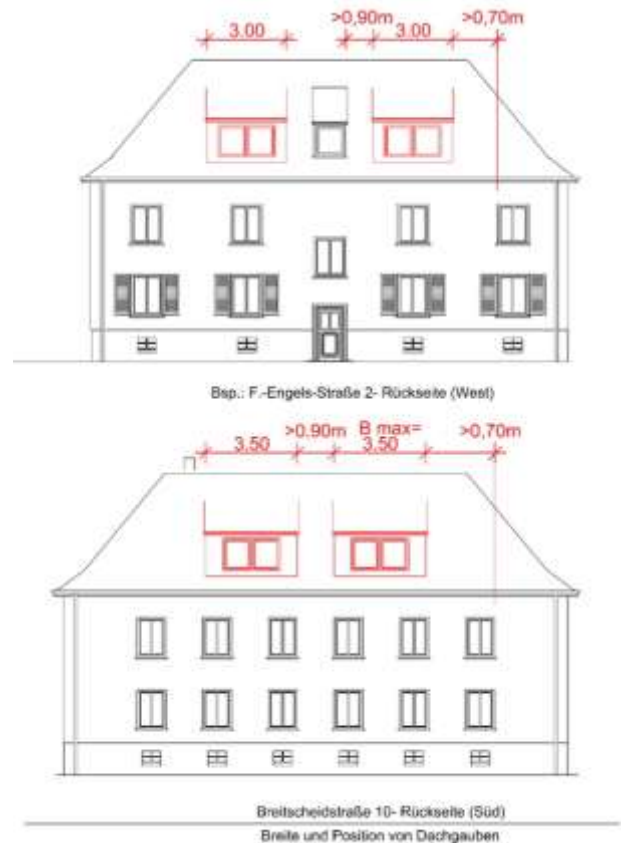 3.00 >0,90m 3.00 >0,70m
Bsp.: F.-Engels-Straße 2- Rückseite (West)
3.50 >0.90m B max= 3.50 >0,70m
Breitscheidstraße 10- Rückseite (Süd)
Breite und Position von Dachgauben